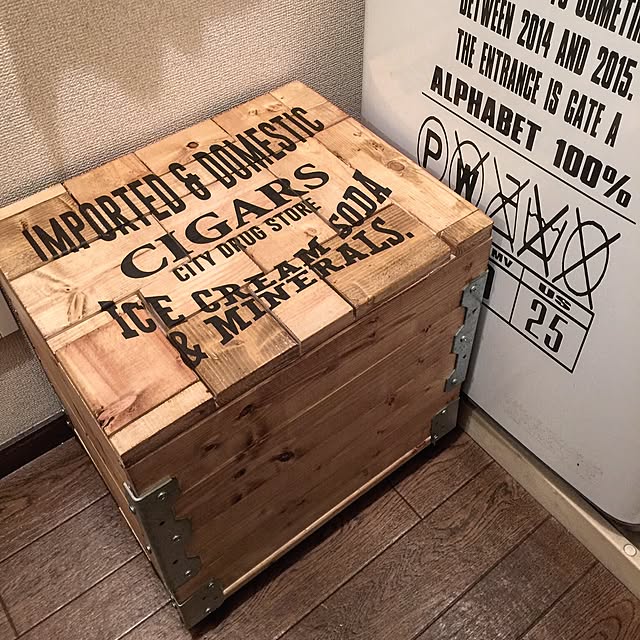 IMPORTED & DOMESTIC
CIGARS
CITY DRUG STORE
ICE CREAM SODA
& MINERALS.
BETWEEN 2014 AND 2015.
THE ENTRANCE IS GATE A
ALPHABET 100%
P W
MV US
25